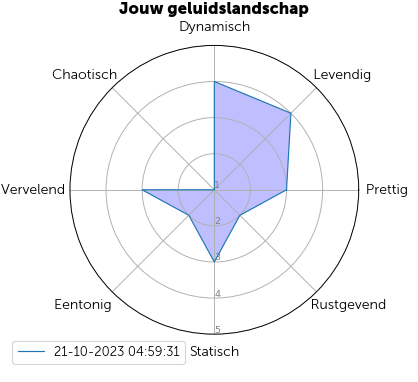 Jouw geluidslandschap
Dynamisch
Chaotisch
Levendig
Vervelend
1
Prettig
2
3
4
Eentonig
Rustgevend
5
21-10-2023 04:59:31
Statisch